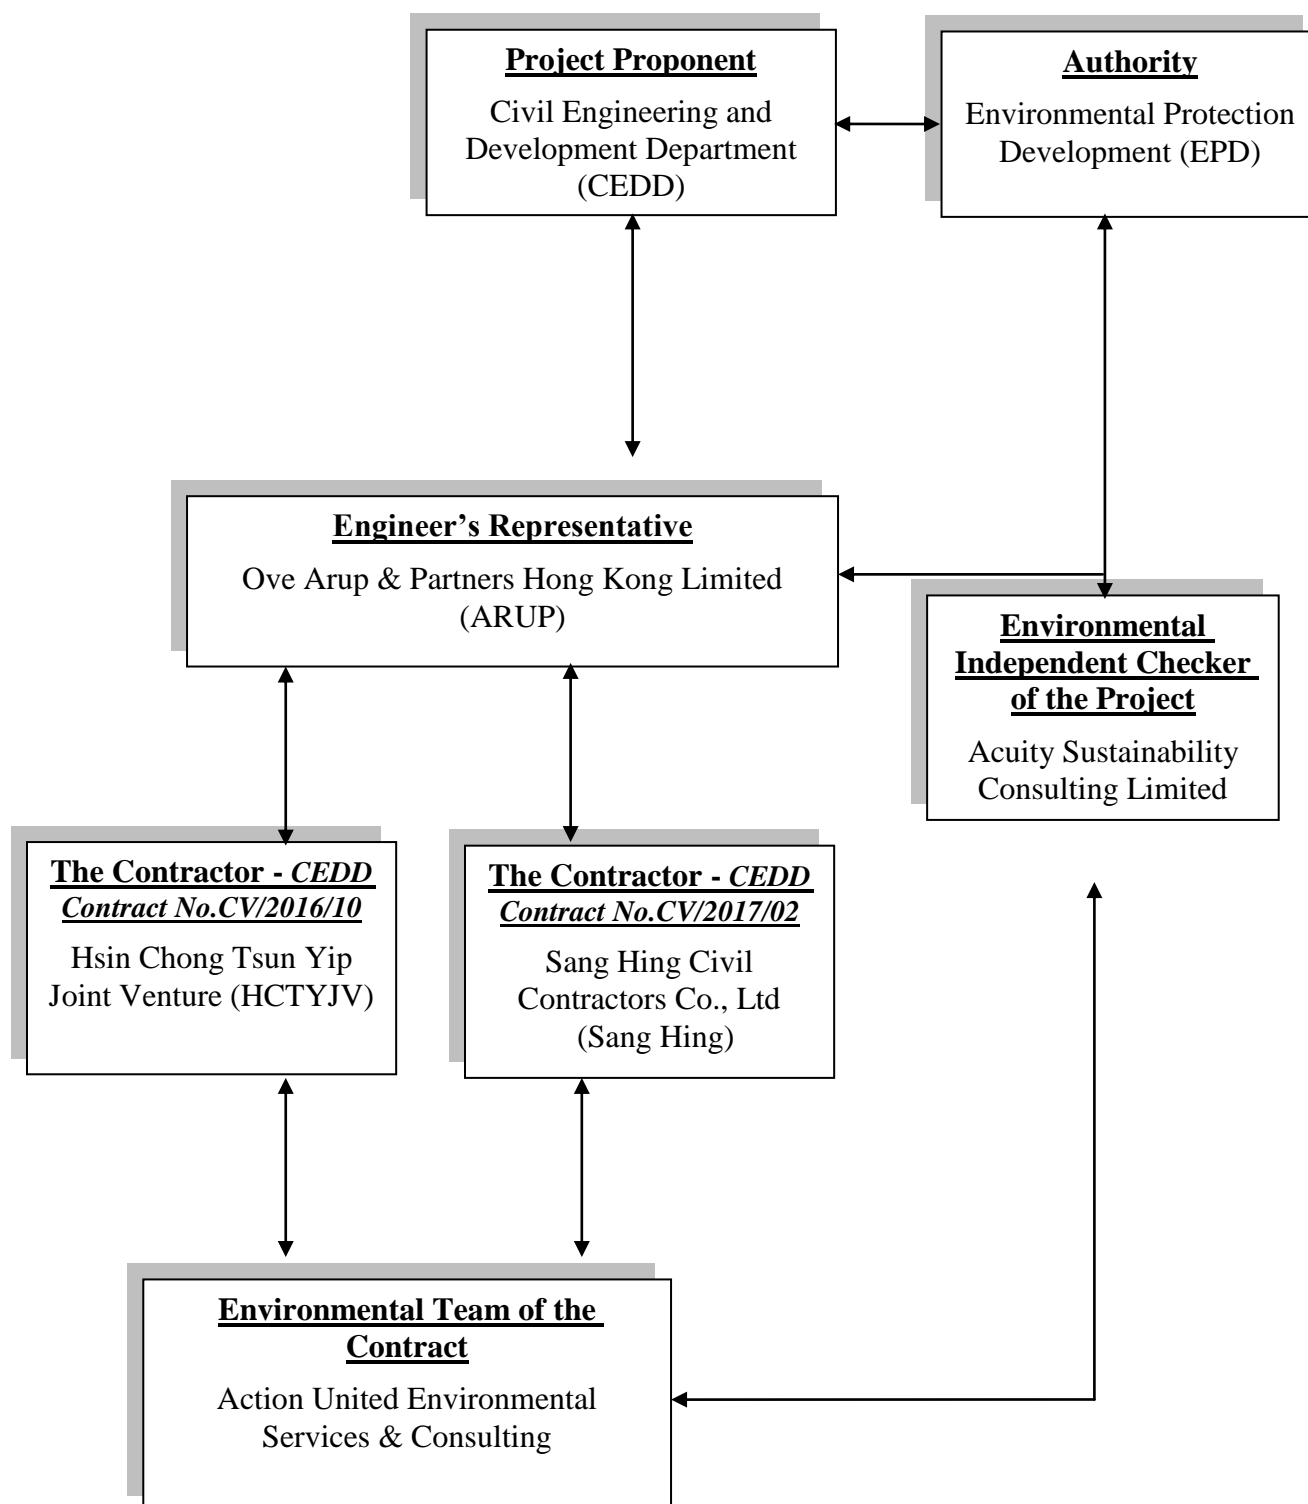 Project Proponent
Civil Engineering and
Development Department
(CEDD)
Authority
Environmental Protection
Development (EPD)
Engineer’s Representative
Ove Arup & Partners Hong Kong Limited
(ARUP)
Environmental
Independent Checker
of the Project
Acuity Sustainability
Consulting Limited
The Contractor - CEDD
Contract No.CV/2016/10
Hsin Chong Tsun Yip
Joint Venture (HCTYJV)
The Contractor - CEDD
Contract No.CV/2017/02
Sang Hing Civil
Contractors Co., Ltd
(Sang Hing)
Environmental Team of the
Contract
Action United Environmental
Services & Consulting